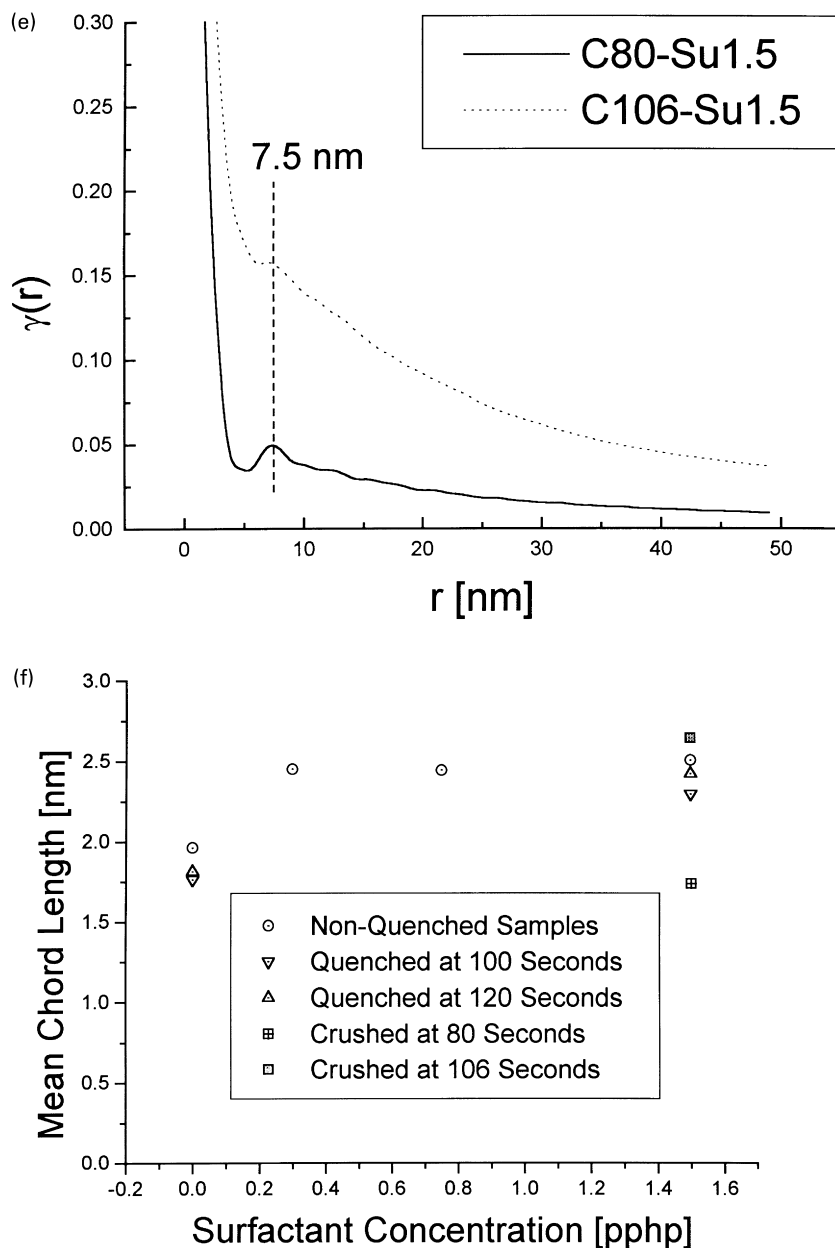 (e)
0.30
0.25
0.20
0.15
0.10
0.05
0.00
γ(r)
C80-Su1.5
C106-Su1.5
7.5 nm
0 10 20 30 40 50
r [nm]
(f)
3.0
2.5
2.0
1.5
1.0
0.5
0.0
Mean Chord Length [nm]
Non-Quenched Samples
Quenched at 100 Seconds
Quenched at 120 Seconds
Crushed at 80 Seconds
Crushed at 106 Seconds
-0.2 0.0 0.2 0.4 0.6 0.8 1.0 1.2 1.4 1.6
Surfactant Concentration [pphp]